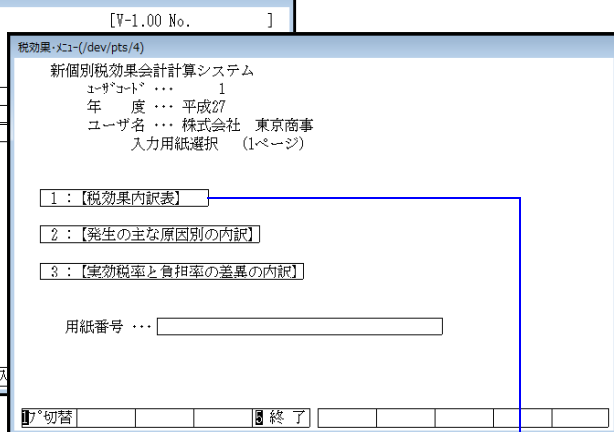 [V-1.00 No. ]
税効果・ﾒﾆｭｰ(/dev/pts/4)
新個別税効果会計計算システム
ﾕｰｻﾞｺｰﾄﾞ … 1
年 度 … 平成27
ユーザ名 … 株式会社 東京商事
入力用紙選択 (1ページ)
1:【税効果内訳表】
2:【発生の主な原因別の内訳】
3:【実効税率と負担率の差異の内訳】
用紙番号 …
1ﾌﾟ切替 5 終 了